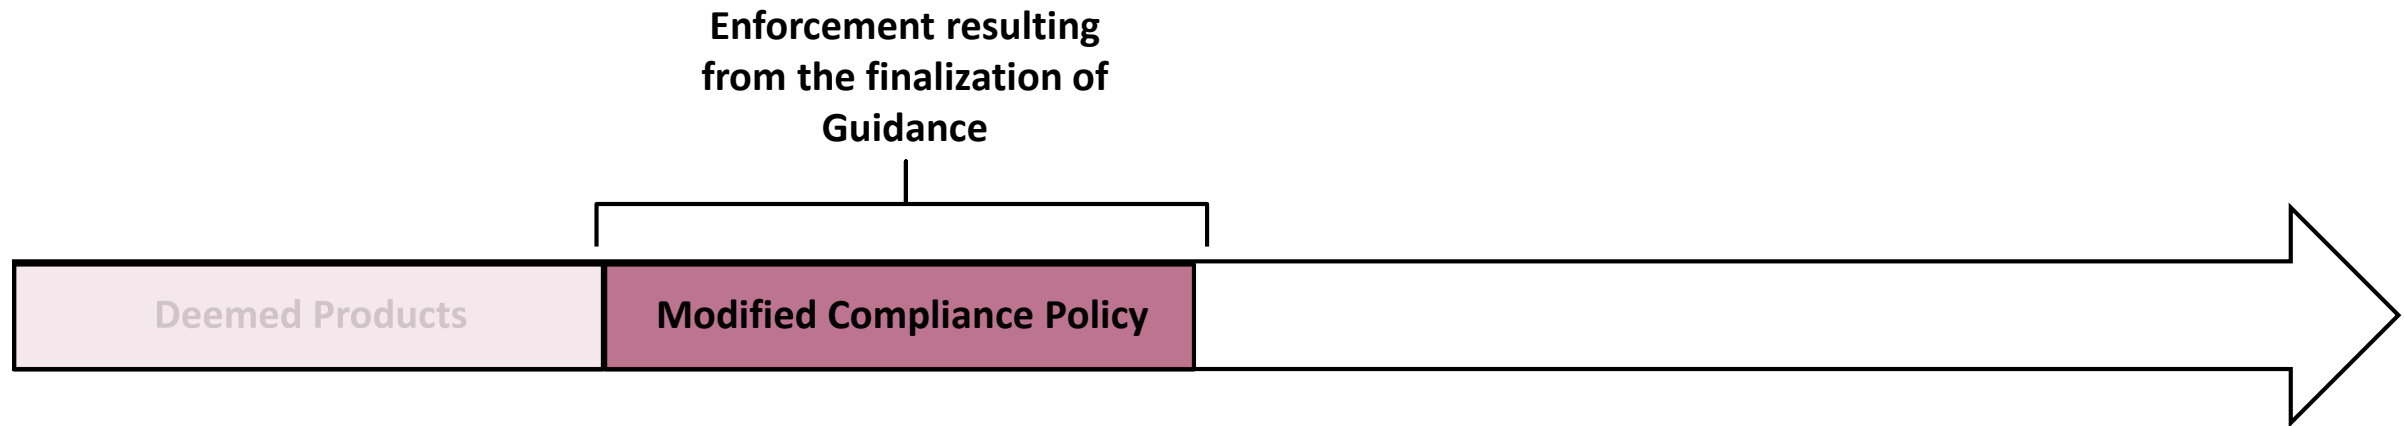 Enforcement resulting
from the finalization of
Guidance
Deemed Products
Modified Compliance Policy